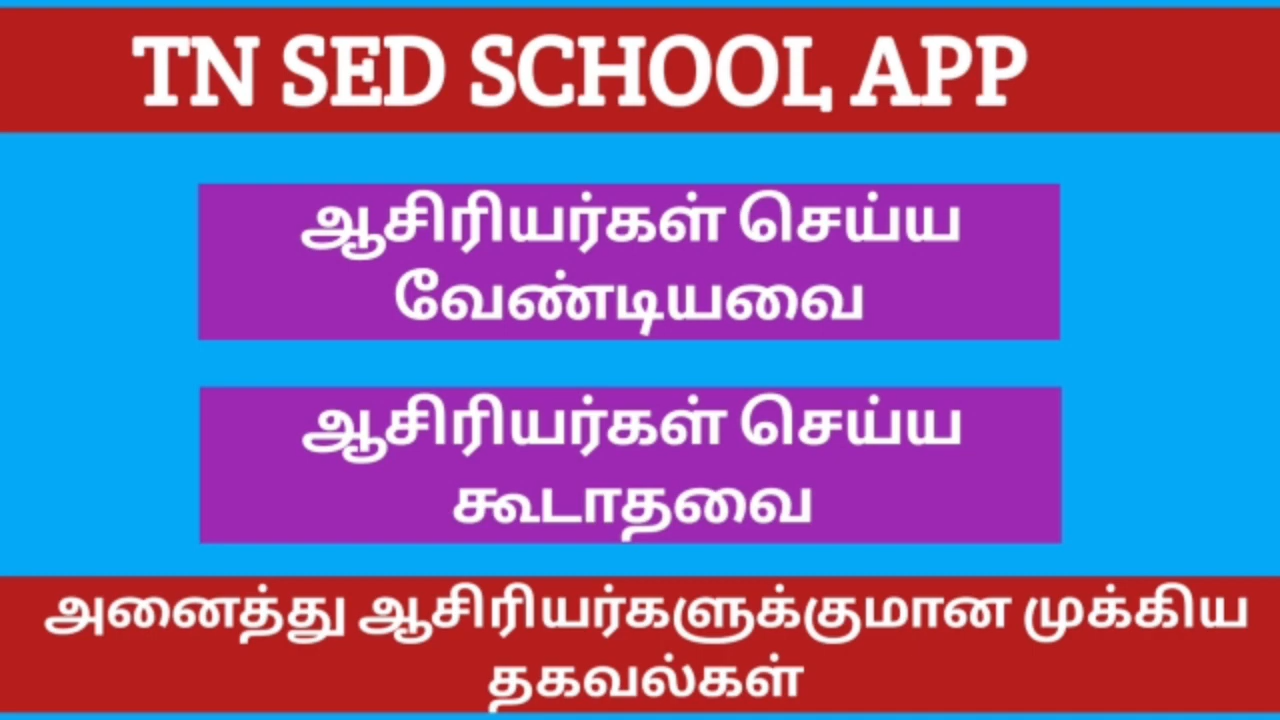 TN SED SCHOOL APP
ஆசிரியர்கள் செய்ய
வேண்டியவை
ஆசிரியர்கள் செய்ய
கூடாதவை
அனைத்து ஆசிரியர்களுக்குமான முக்கிய
தகவல்கள்